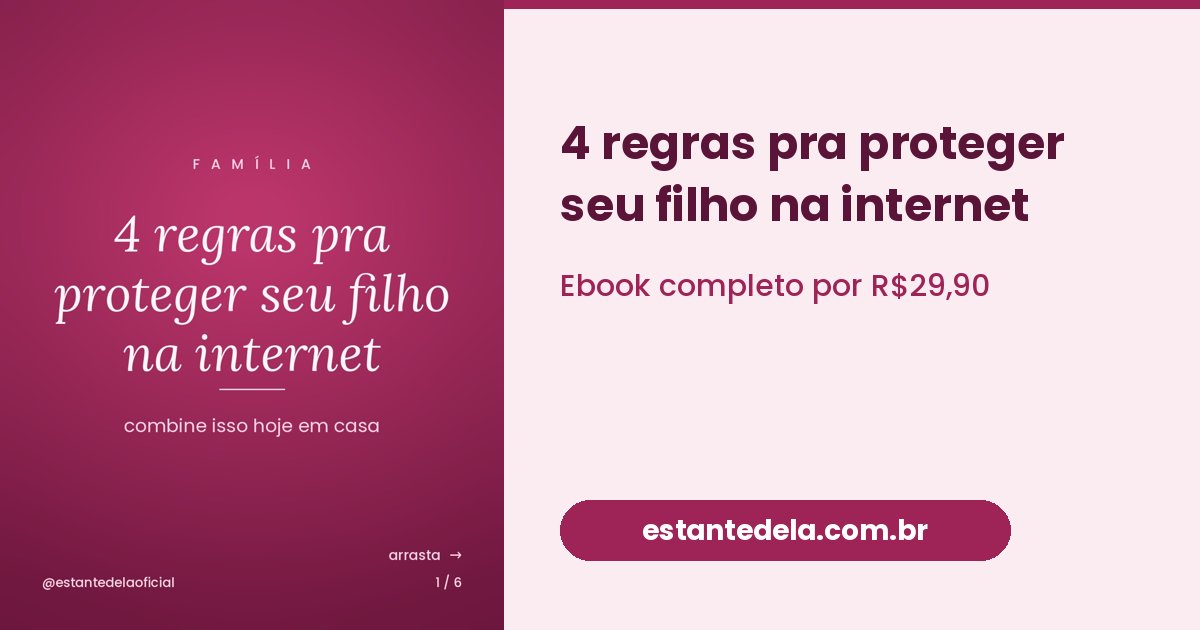 FAMÍLIA
4 regras pra
proteger seu filho
na internet
combine isso hoje em casa
arrasta →
@estantedelaoficial
1 / 6
4 regras pra proteger
seu filho na internet
Ebook completo por R$29,90
estantedela.com.br